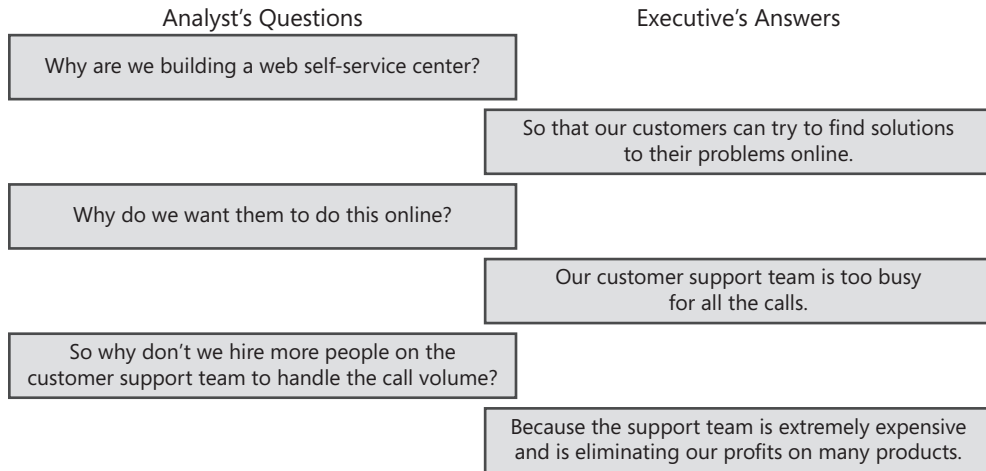 Analyst’s Questions
Executive’s Answers
Why are we building a web self-service center?
So that our customers can try to find solutions
to their problems online.
Why do we want them to do this online?
Our customer support team is too busy
for all the calls.
So why don’t we hire more people on the
customer support team to handle the call volume?
Because the support team is extremely expensive
and is eliminating our profits on many products.